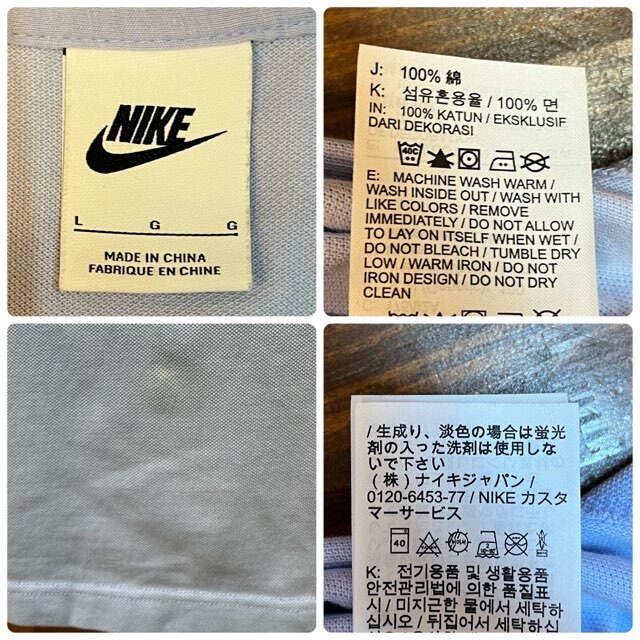 NIKE
L G G
MADE IN CHINA
FABRIQUE EN CHINE
J: 100% 綿
K: 섬유혼용율 / 100% 면
IN: 100% KATUN / EKSKLUSIF
DARI DEKORASI
40C
E: MACHINE WASH WARM /
WASH INSIDE OUT / WASH WITH
LIKE COLORS / REMOVE
IMMEDIATELY / DO NOT ALLOW
TO LAY ON ITSELF WHEN WET /
DO NOT BLEACH / TUMBLE DRY
LOW / WARM IRON / DO NOT
IRON DESIGN / DO NOT DRY
CLEAN
/ 生成り、淡色の場合は蛍光
剤の入った洗剤は使用しな
いで下さい
(株) ナイキジャパン /
0120-6453-77 / NIKE カスタ
マーサービス
40
K: 전기용품 및 생활용품
안전관리법에 의한 품질표
시 / 미지근한 물에서 세탁하
십시오 / 뒤집어서 세탁하